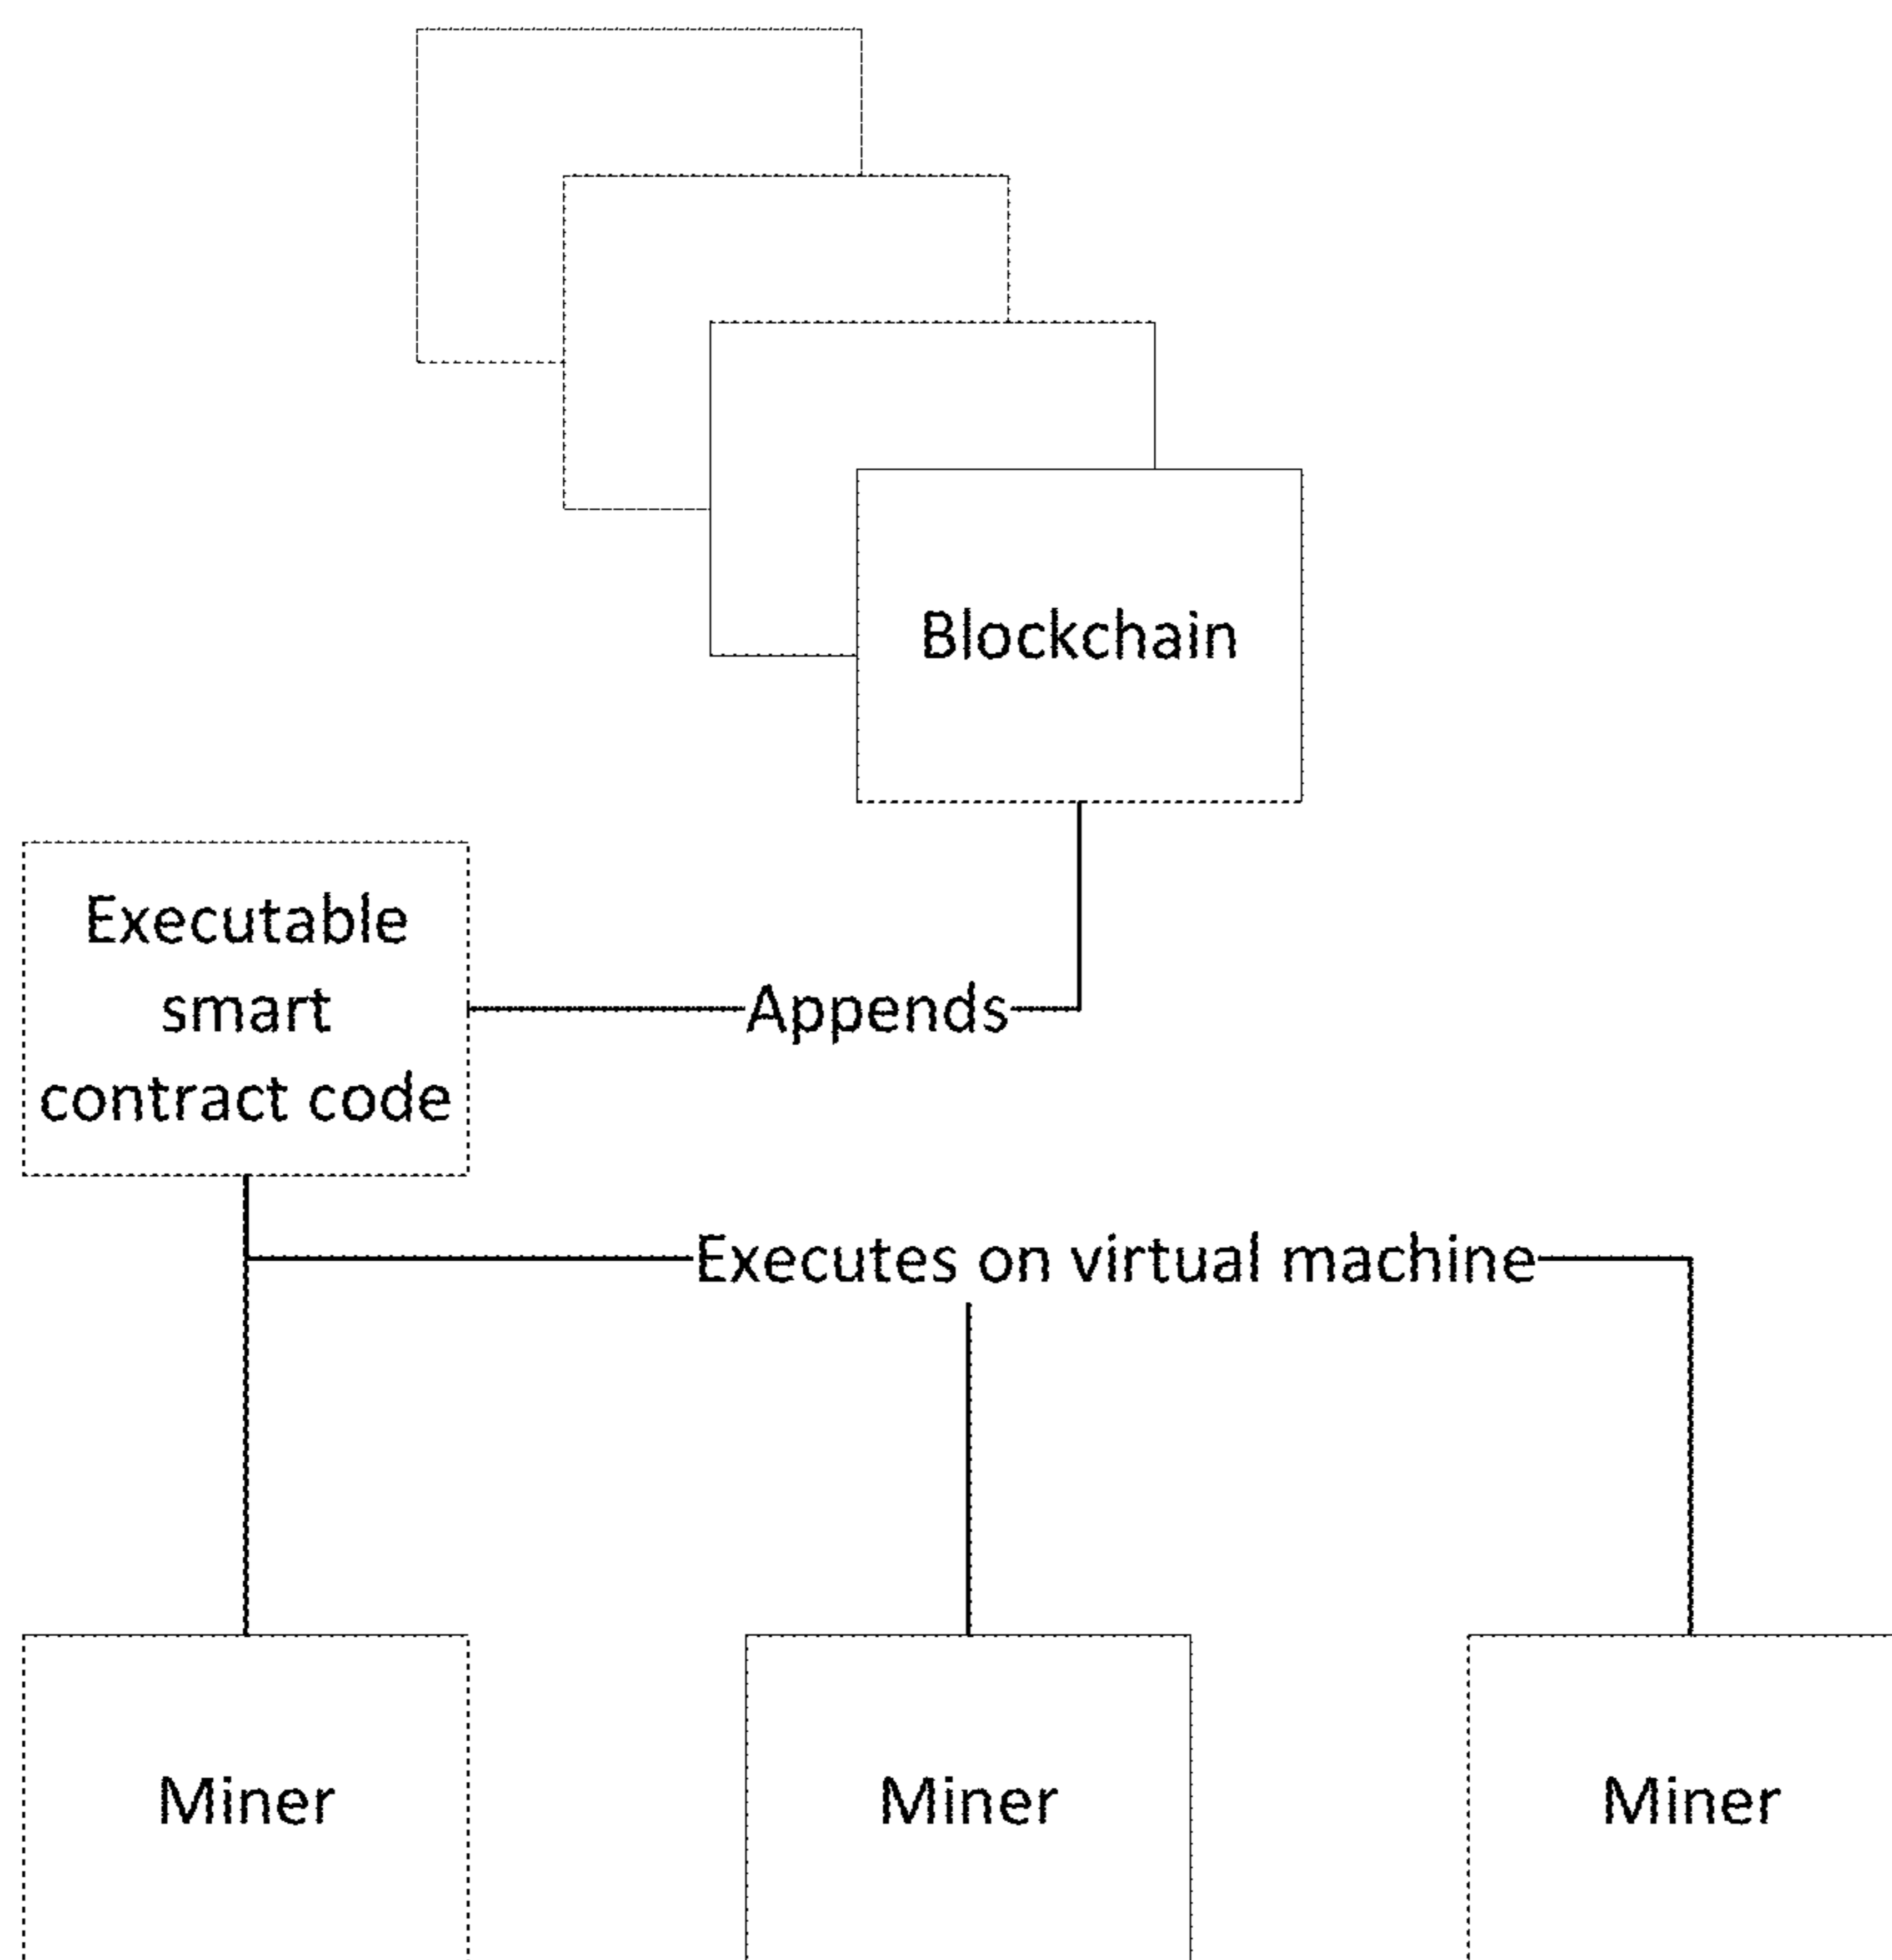 Blockchain
Executable
smart
contract code
Appends
Executes on virtual machine
Miner
Miner
Miner